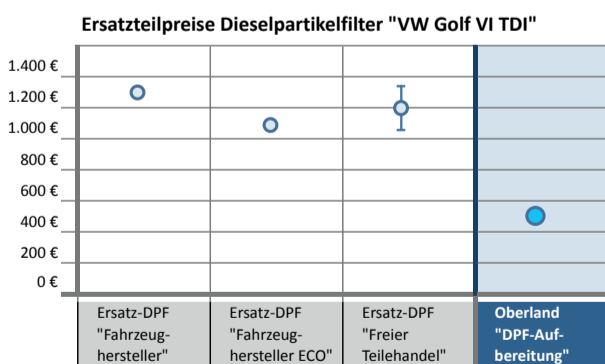 Ersatzteilpreise Dieselpartikelfilter "VW Golf VI TDI"
1.400 €
1.200 €
1.000 €
800 €
600 €
400 €
200 €
0 €
Ersatz-DPF
"Fahrzeug-
hersteller"
Ersatz-DPF
"Fahrzeug-
hersteller ECO"
Ersatz-DPF
"Freier
Teilehandel"
Oberland
"DPF-Auf-
bereitung"